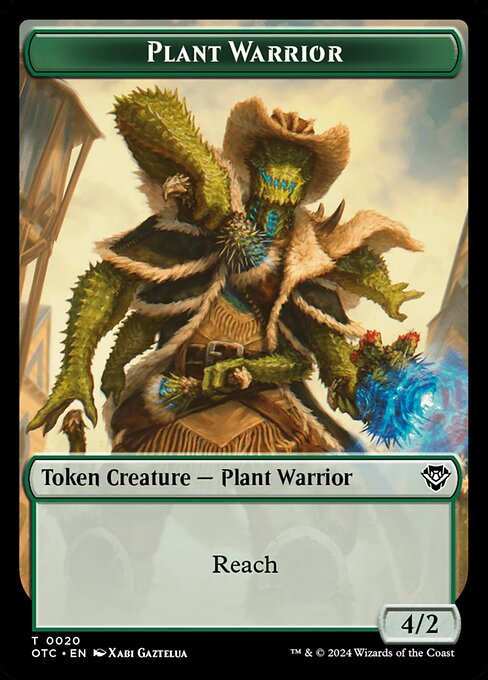 Plant Warrior
Token Creature — Plant Warrior
Reach
4/2
T 0020
OTC • EN Xabi Gaztelua
™ & © 2024 Wizards of the Coast